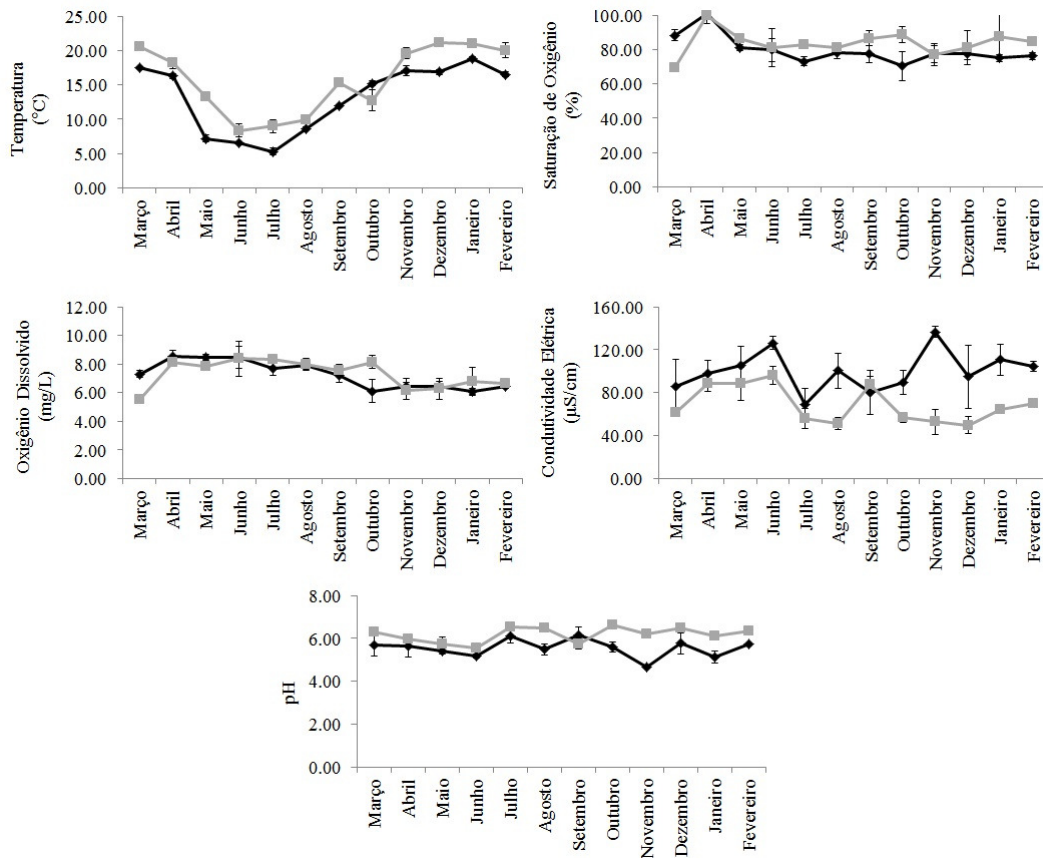 Temperatura
(°C)
25.00
20.00
15.00
10.00
5.00
0.00
Março
Abril
Maio
Junho
Julho
Agosto
Setembro
Outubro
Novembro
Dezembro
Janeiro
Fevereiro
Saturação de Oxigênio
(%)
100.00
80.00
60.00
40.00
20.00
0.00
Março
Abril
Maio
Junho
Julho
Agosto
Setembro
Outubro
Novembro
Dezembro
Janeiro
Fevereiro
Oxigênio Dissolvido
(mg/L)
12.00
10.00
8.00
6.00
4.00
2.00
0.00
Março
Abril
Maio
Junho
Julho
Agosto
Setembro
Outubro
Novembro
Dezembro
Janeiro
Fevereiro
Condutividade Elétrica
(µS/cm)
160.00
120.00
80.00
40.00
0.00
Março
Abril
Maio
Junho
Julho
Agosto
Setembro
Outubro
Novembro
Dezembro
Janeiro
Fevereiro
pH
8.00
6.00
4.00
2.00
0.00
Março
Abril
Maio
Junho
Julho
Agosto
Setembro
Outubro
Novembro
Dezembro
Janeiro
Fevereiro